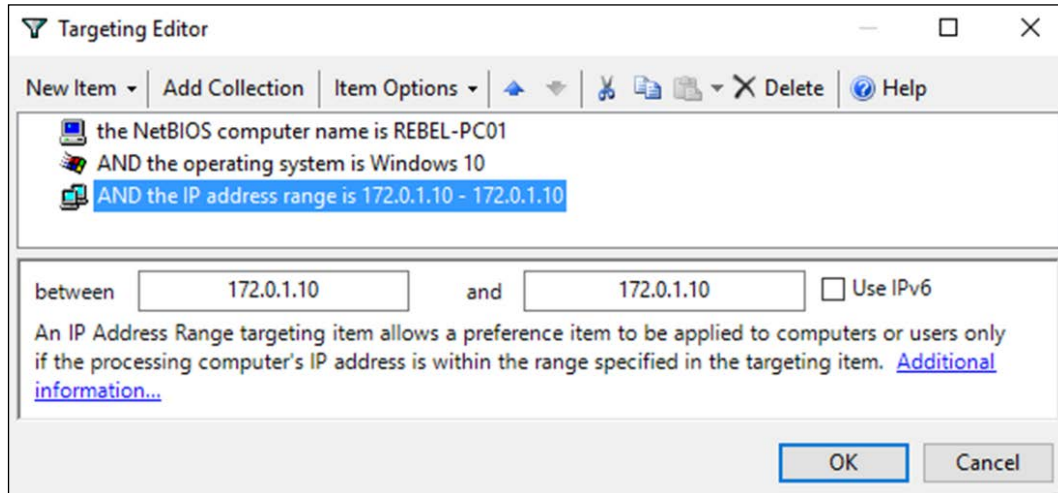 Targeting Editor
New Item Add Collection Item Options Delete Help
the NetBIOS computer name is REBEL-PC01
AND the operating system is Windows 10
AND the IP address range is 172.0.1.10 - 172.0.1.10
between 172.0.1.10 and 172.0.1.10 Use IPv6
An IP Address Range targeting item allows a preference item to be applied to computers or users only
if the processing computer's IP address is within the range specified in the targeting item. Additional
information...
OK Cancel